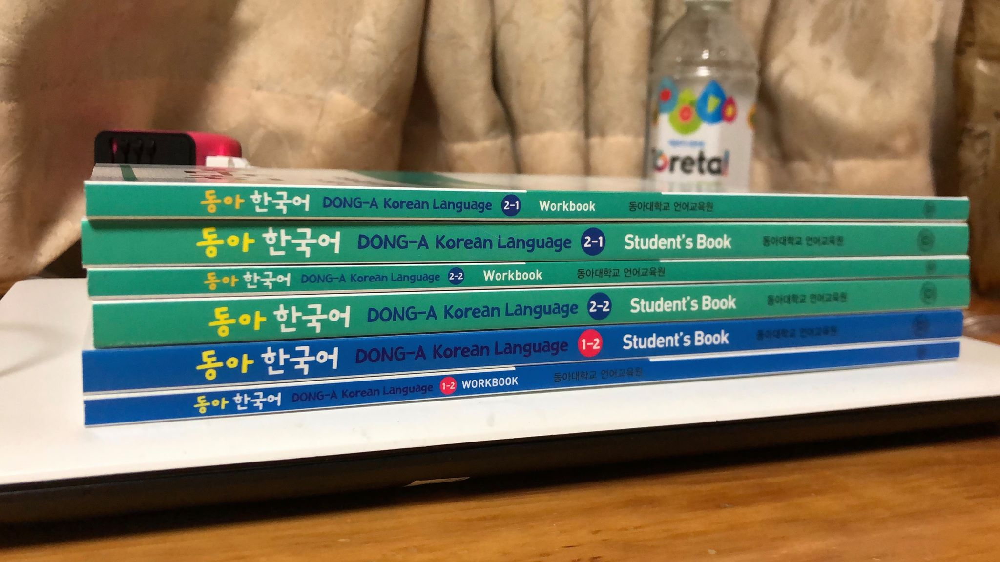 동아 한국어 DONG-A Korean Language 2-1 Workbook 동아대학교 언어교육원
동아 한국어 DONG-A Korean Language 2-1 Student's Book 동아대학교 언어교육원
동아 한국어 DONG-A Korean Language 2-2 Workbook 동아대학교 언어교육원
동아 한국어 DONG-A Korean Language 2-2 Student's Book 동아대학교 언어교육원
동아 한국어 DONG-A Korean Language 1-2 Student's Book 동아대학교 언어교육원
동아 한국어 DONG-A Korean Language 1-2 WORKBOOK 동아대학교 언어교육원